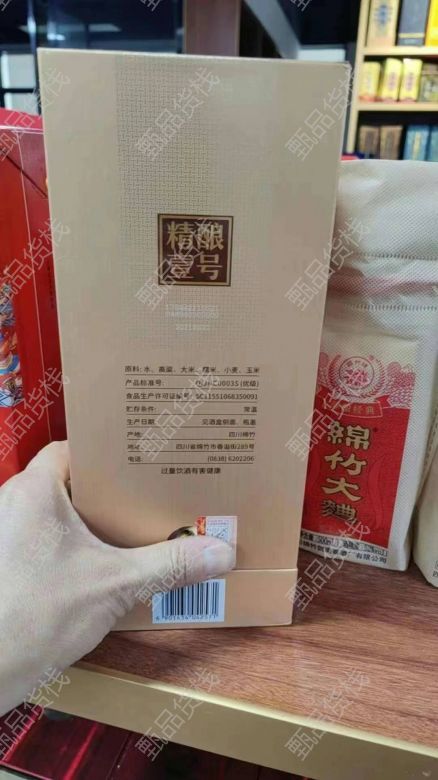 精酿
壹号
原料: 水、高粱、大米、糯米、小麦、玉米
产品标准号: (优级)
食品生产许可证编号: SC11551068350091
贮存条件: 常温
生产日期: 见酒盒侧面、瓶盖
产地: 四川绵竹
地址: 四川省绵竹市春溢街289号
电话: (0838) 6202206
过量饮酒有害健康
經典
綿竹大麯
500ml
甄品货栈